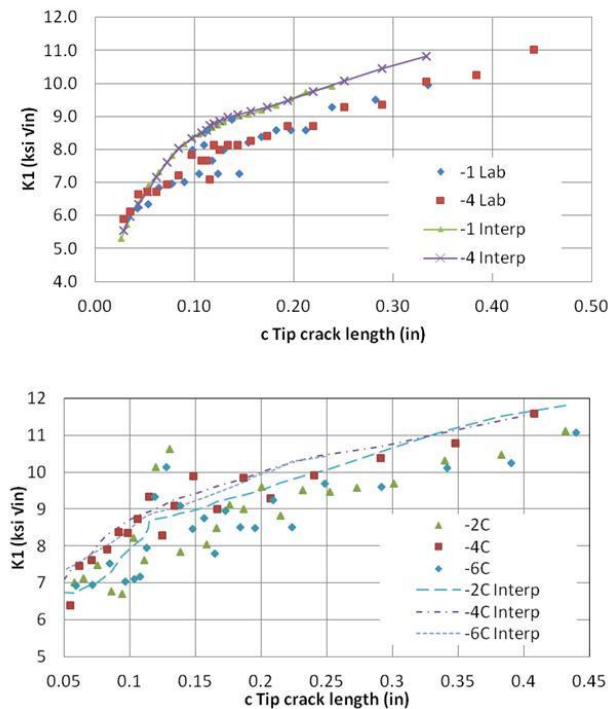 11.0
10.0
9.0
8.0
7.0
6.0
5.0
4.0
K1 (ksi √in)
-1 Lab
-4 Lab
-1 Interp
-4 Interp
0.00 0.10 0.20 0.30 0.40 0.50
c Tip crack length (in)
12
11
10
9
8
7
6
5
K1 (ksi √in)
-2C
-4C
-6C
-2C Interp
-4C Interp
-6C Interp
0.05 0.1 0.15 0.2 0.25 0.3 0.35 0.4 0.45
c Tip crack length (in)